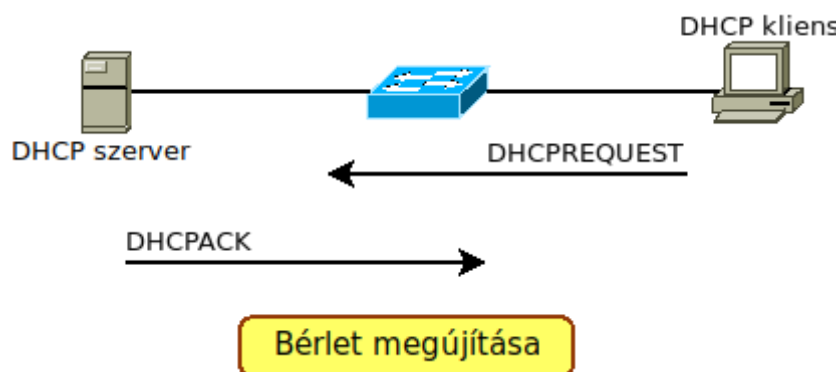 DHCP kliens
DHCP szerver
DHCPREQUEST
DHCPACK
Bérlet megújítása